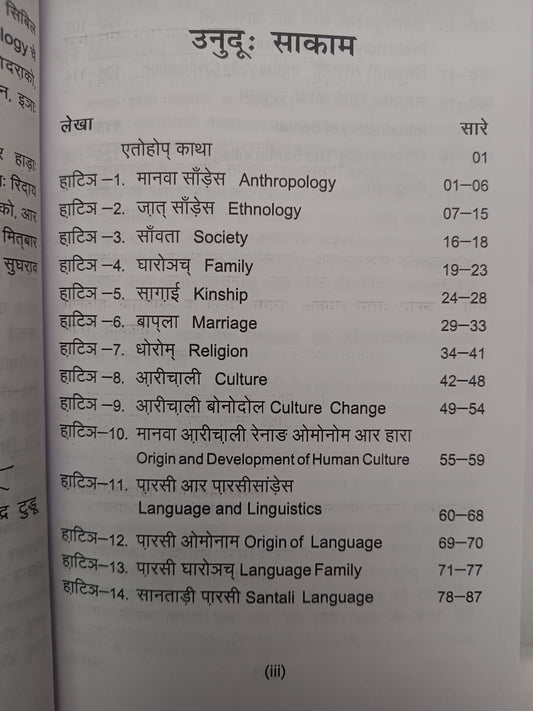 सिबिल
ology ये
ोदराको,
न, इञाः
र हाड़ाः
ाः रिदाय
को, आर
मित्बार
सुघराव
द्र टुडू
उनुदूः साकाम
लेखा सारे
एतोहोप् काथा 01
हा़टिञ –1. मानवा साँड़ेस Anthropology 01–06
हा़टिञ –2. जा़त् साँड़ेस Ethnology 07–15
हा़टिञ –3. साँवता Society 16–18
हा़टिञ –4. घारोञच् Family 19–23
हा़टिञ –5. सा़गा़ई Kinship 24–28
हा़टिञ –6. बा़प्ला Marriage 29–33
हा़टिञ –7. धोरोम् Religion 34–41
हा़टिञ –8. आ़रीचा़ली Culture 42–48
हा़टिञ –9. आ़रीचा़ली बोनोदोल Culture Change 49–54
हा़टिञ–10. मानवा आ़रीचा़ली रेनाङ ओमोनोम आर हारा
Origin and Development of Human Culture 55–59
हा़टिञ–11. पा़रसी आर पा़रसीसांड़ेस
Language and Linguistics 60–68
हा़टिञ–12. पा़रसी ओमोनाम Origin of Language 69–70
हा़टिञ–13. पा़रसी घारोञच् Language Family 71–77
हा़टिञ–14. सानताड़ी पा़रसी Santali Language 78–87
(iii)